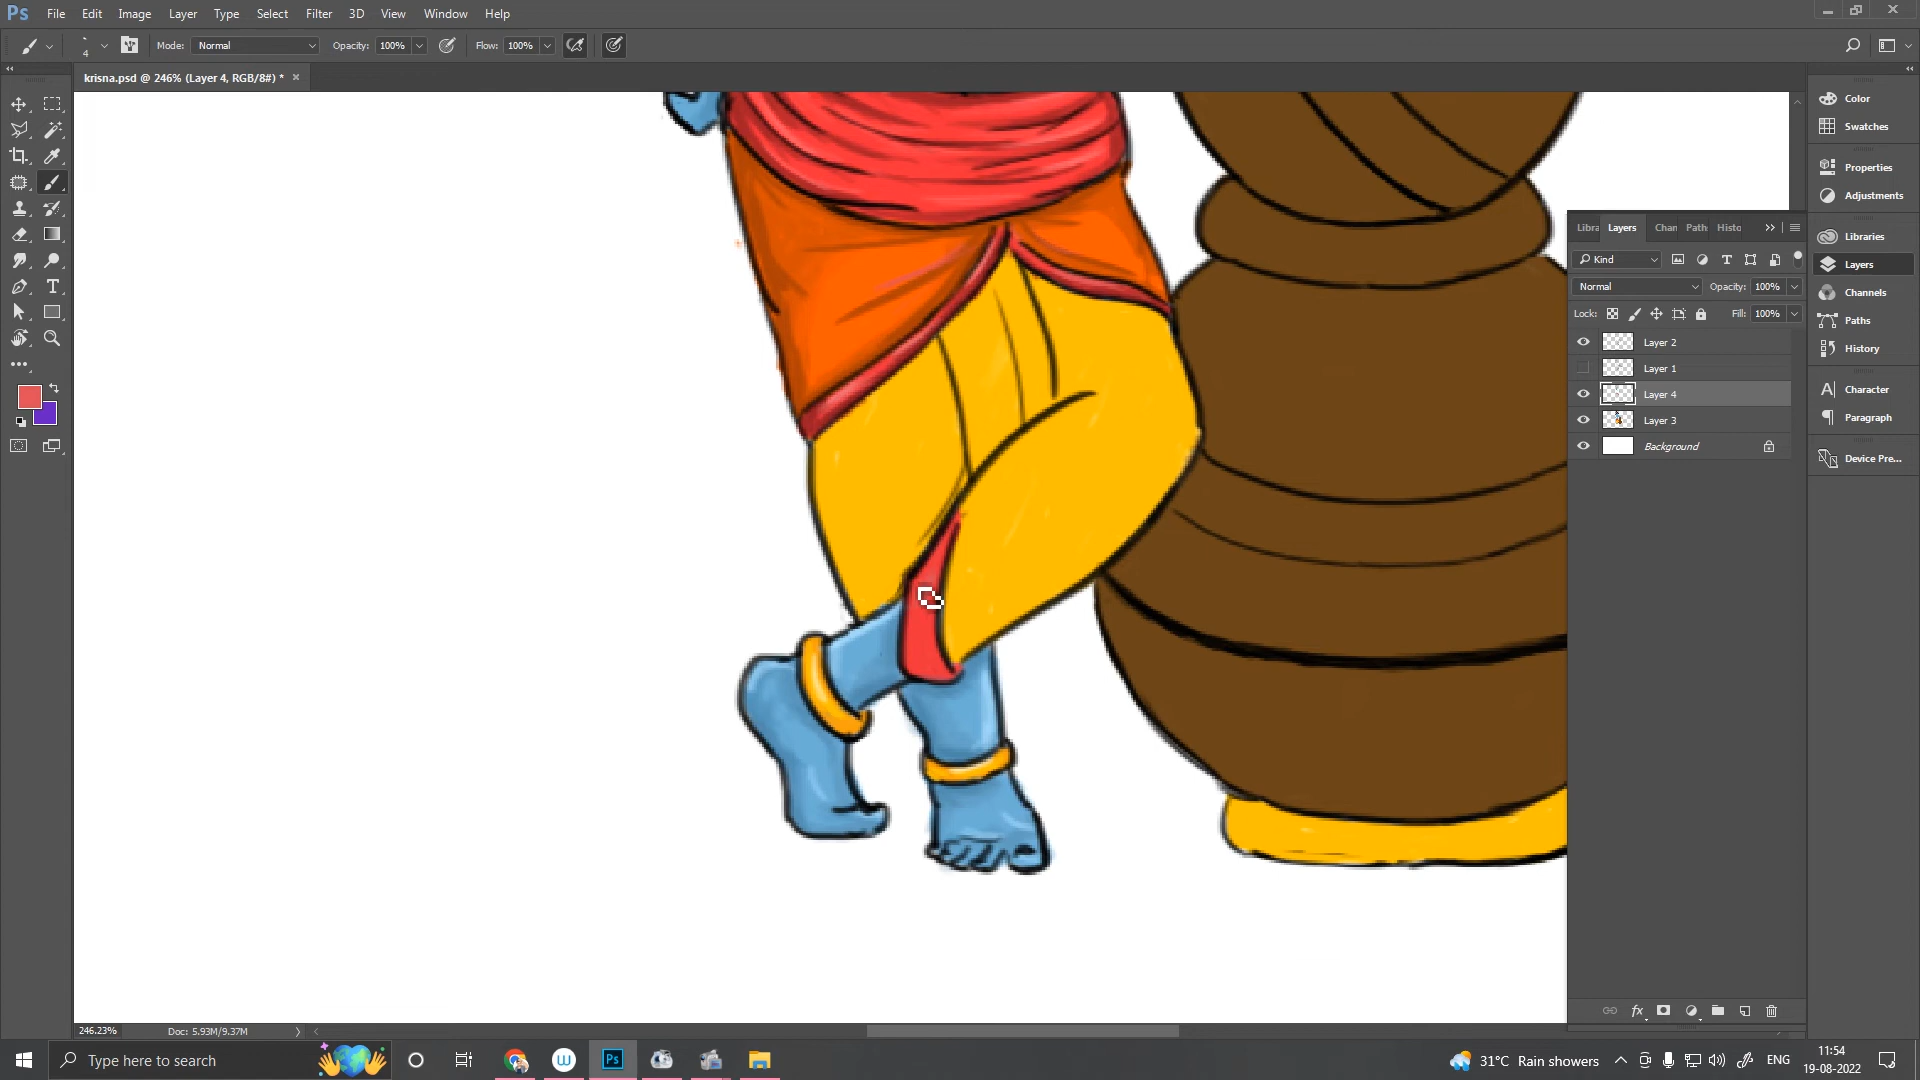 Ps File Edit Image Layer Type Select Filter 3D View Window Help
4 Mode: Normal Opacity: 100% Flow: 100%
krisna.psd @ 246% (Layer 4, RGB/8#) * ×
Color
Swatches
Properties
Adjustments
Libraries
Layers
Channels
Paths
History
Character
Paragraph
Device Pre...
Libra Layers Chan Path Histo
Kind
Normal Opacity: 100%
Lock: Fill: 100%
Layer 2
Layer 1
Layer 4
Layer 3
Background
fx
246.23% Doc: 5.93M/9.37M
Type here to search
Ps
31°C Rain showers ENG
11:54
19-08-2022